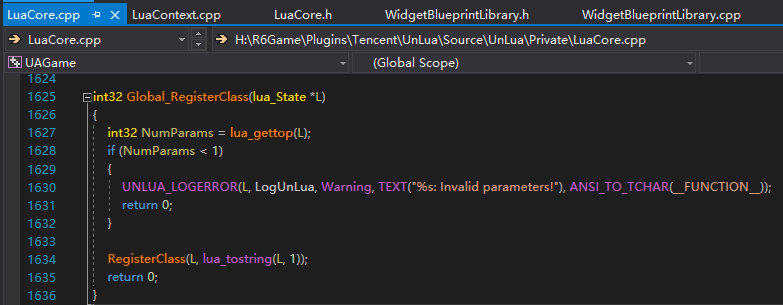 LuaCore.cpp LuaContext.cpp LuaCore.h WidgetBlueprintLibrary.h WidgetBlueprintLibrary.cpp
LuaCore.cpp H:\R6Game\Plugins\Tencent\UnLua\Source\UnLua\Private\LuaCore.cpp
UAGame (Global Scope)
1624
1625 int32 Global_RegisterClass(lua_State *L)
1626 {
1627 int32 NumParams = lua_gettop(L);
1628 if (NumParams < 1)
1629 {
1630 UNLUA_LOGERROR(L, LogUnLua, Warning, TEXT("%s: Invalid parameters!"), ANSI_TO_TCHAR(__FUNCTION__));
1631 return 0;
1632 }
1633
1634 RegisterClass(L, lua_tostring(L, 1));
1635 return 0;
1636 }